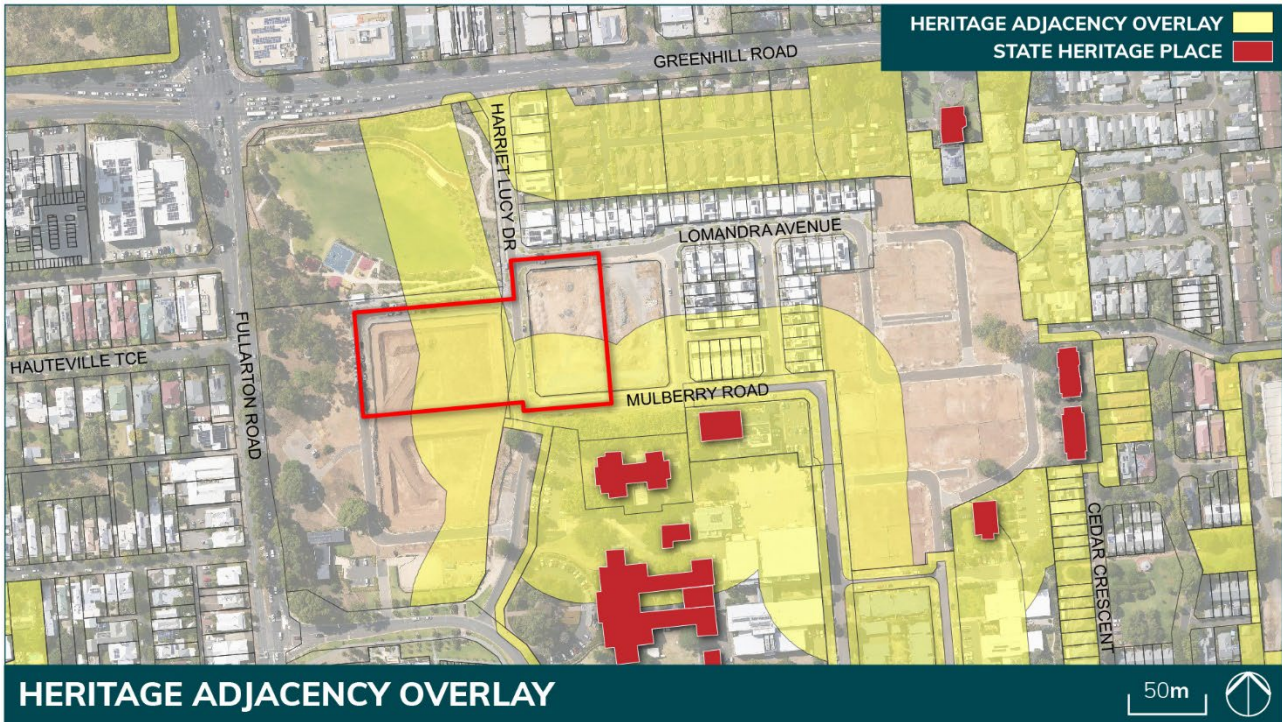 HERITAGE ADJACENCY OVERLAY
STATE HERITAGE PLACE
GREENHILL ROAD
HARRIET LUCY DR
LOMANDRA AVENUE
HAUTEVILLE TCE
FULLARTON ROAD
MULBERRY ROAD
CEDAR CRESCENT
HERITAGE ADJACENCY OVERLAY
50m